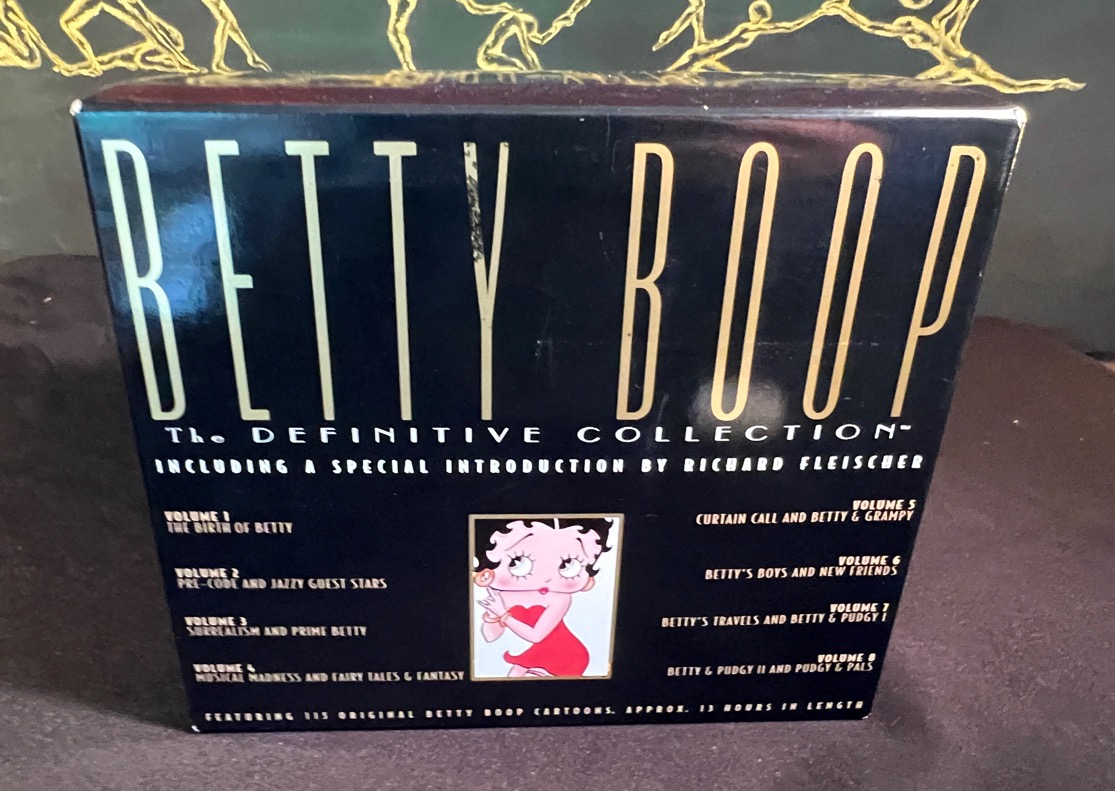 BETTY BOOP
The DEFINITIVE COLLECTION™
INCLUDING A SPECIAL INTRODUCTION BY RICHARD FLEISCHER
VOLUME 1
THE BIRTH OF BETTY
VOLUME 2
PRE-CODE AND JAZZY GUEST STARS
VOLUME 3
SURREALISM AND PRIME BETTY
VOLUME 4
MUSICAL MADNESS AND FAIRY TALES & FANTASY
VOLUME 5
CURTAIN CALL AND BETTY & GRAMPY
VOLUME 6
BETTY'S BOYS AND NEW FRIENDS
VOLUME 7
BETTY'S TRAVELS AND BETTY & PUDGY I
VOLUME 8
BETTY & PUDGY II AND PUDGY & PALS
FEATURING 115 ORIGINAL BETTY BOOP CARTOONS. APPROX. 13 HOURS IN LENGTH